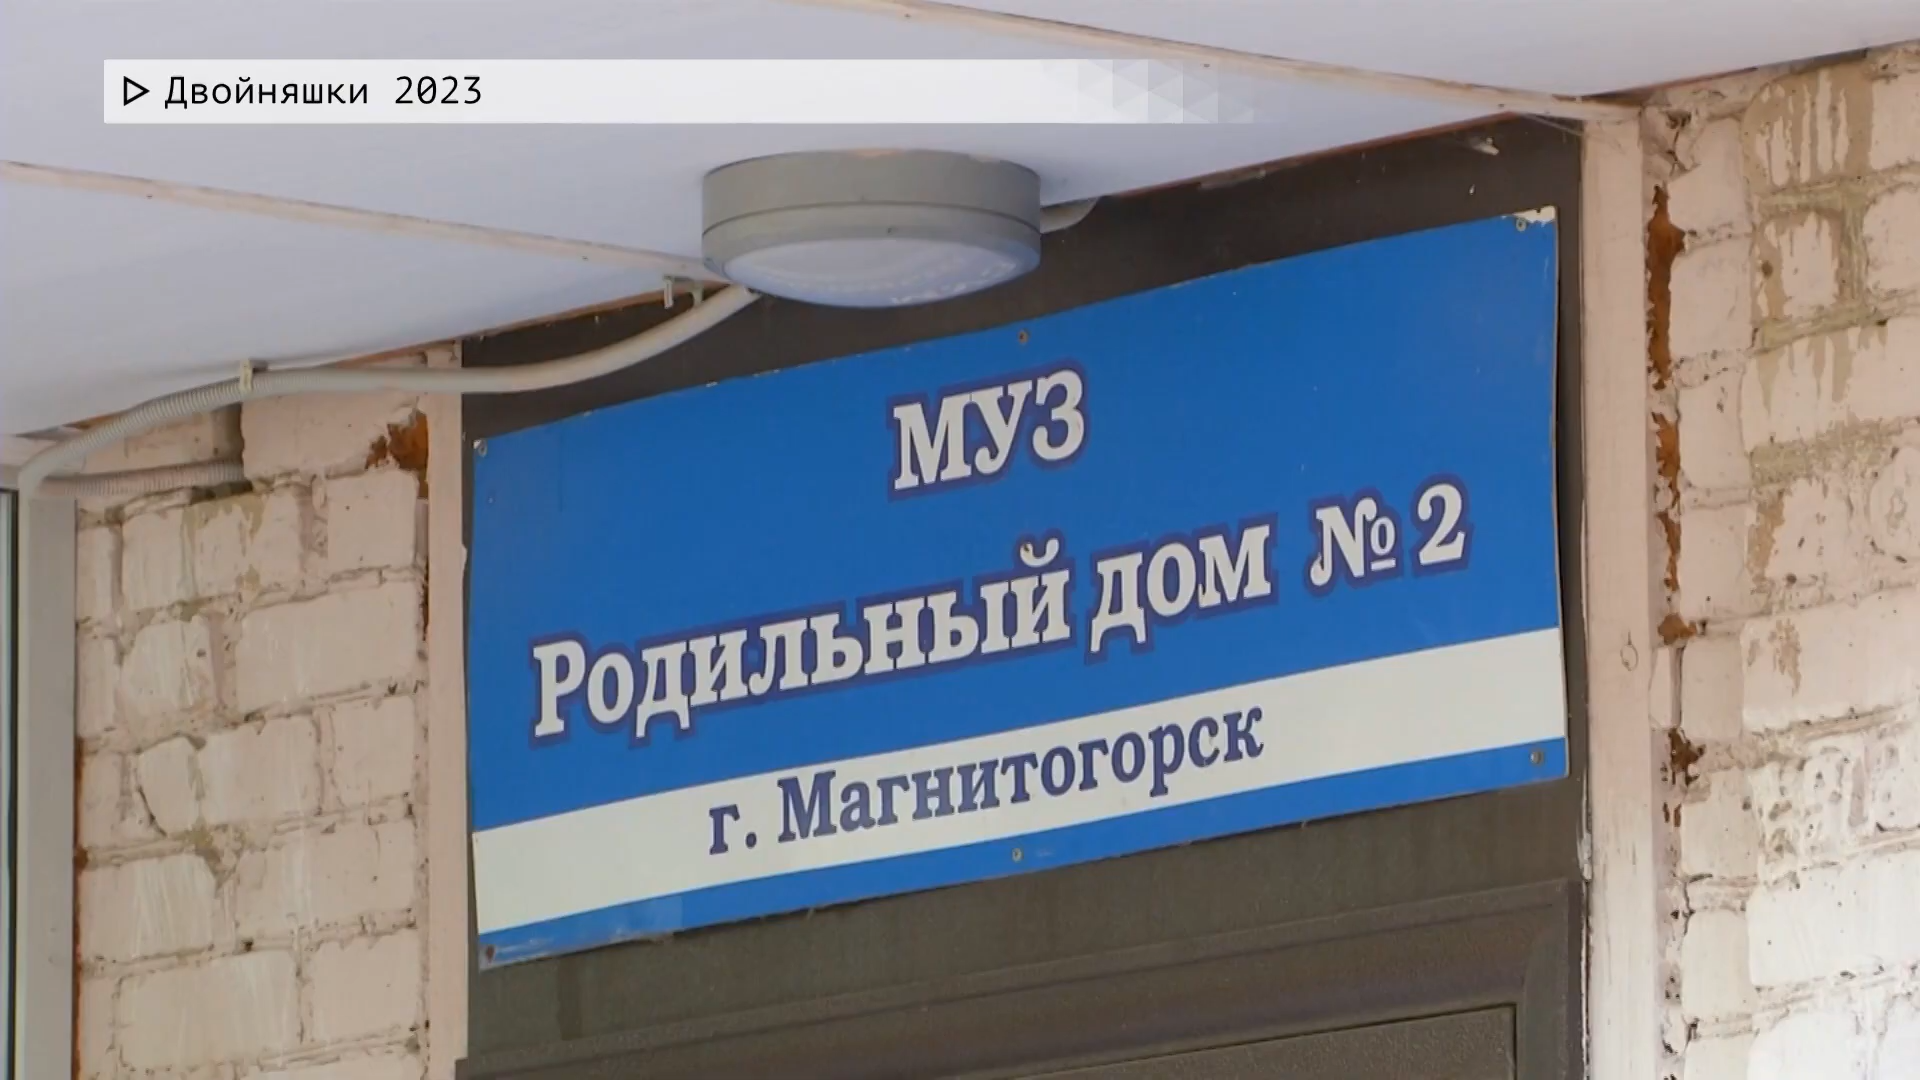 Двойняшки 2023
МУЗ
Родильный дом № 2
г. Магнитогорск